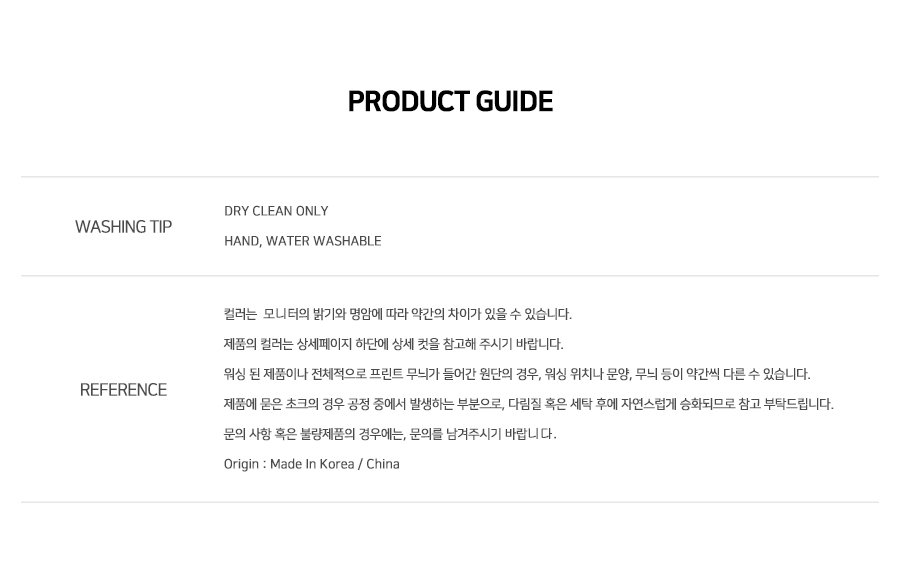 PRODUCT GUIDE
WASHING TIP
DRY CLEAN ONLY
HAND, WATER WASHABLE
REFERENCE
컬러는 모니터의 밝기와 명암에 따라 약간의 차이가 있을 수 있습니다.
제품의 컬러는 상세페이지 하단에 상세 컷을 참고해 주시기 바랍니다.
워싱 된 제품이나 전체적으로 프린트 무늬가 들어간 원단의 경우, 워싱 위치나 문양, 무늬 등이 약간씩 다른 수 있습니다.
제품에 묻은 초크의 경우 공정 중에서 발생하는 부분으로, 다림질 혹은 세탁 후에 자연스럽게 승화되므로 참고 부탁드립니다.
문의 사항 혹은 불량제품의 경우에는, 문의를 남겨주시기 바랍니다.
Origin : Made In Korea / China